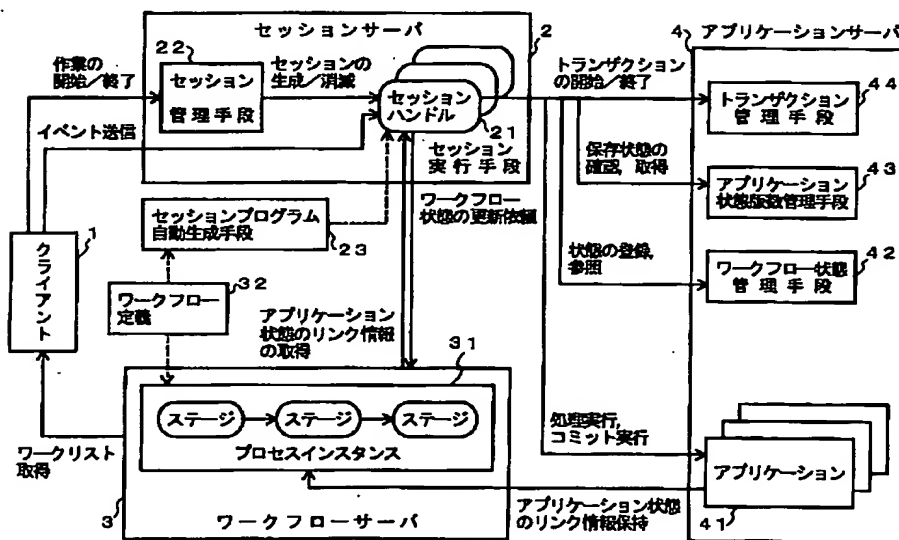 セッションサーバ
2
22
セッション
管理手段
作業の
開始／終了
セッションの
生成／消滅
セッション
ハンドル
21
セッション
実行手段
イベント送信
トランザクション
の開始／終了
4
アプリケーションサーバ
トランザクション
管理手段
44
保存状態の
確認, 取得
アプリケーション
状態版数管理手段
43
状態の登録,
参照
ワークフロー状態
管理手段
42
セッションプログラム
自動生成手段
23
ワークフロー
状態の更新依頼
1
クライアント
32
ワークフロー
定義
アプリケーション
状態のリンク情報
の取得
31
ステージ
ステージ
ステージ
プロセスインスタンス
ワークリスト
取得
3
ワークフローサーバ
処理実行,
コミット実行
アプリケーション
41
アプリケーション状態
のリンク情報保持